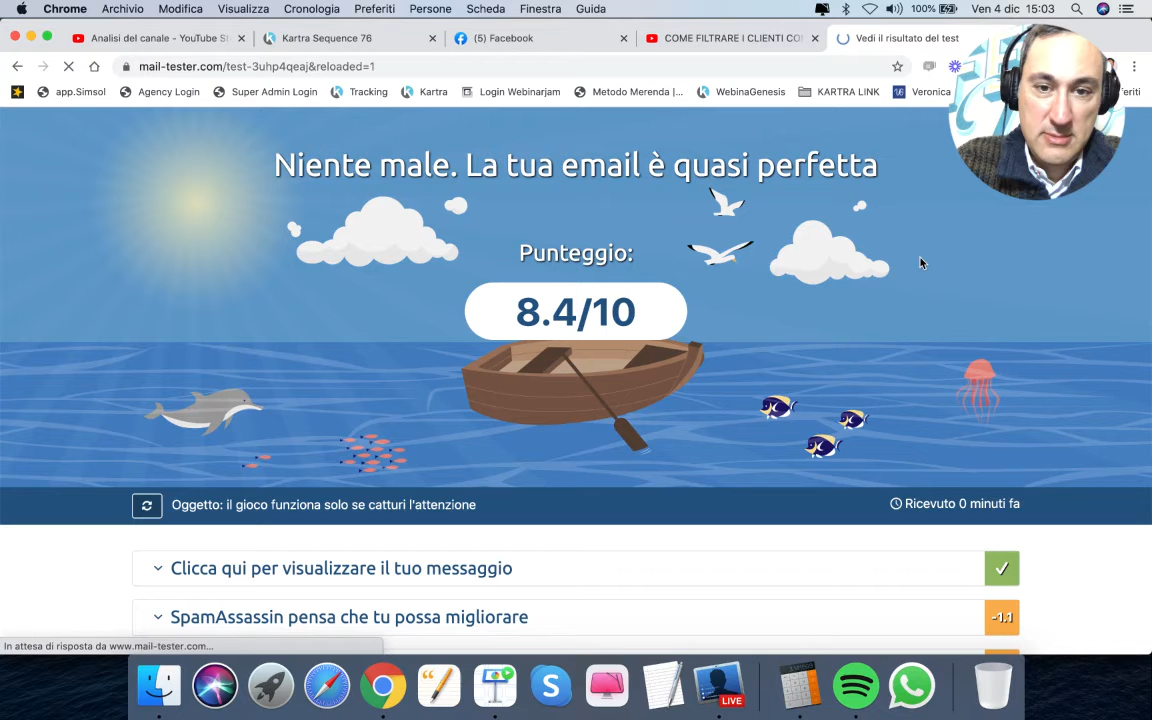 Chrome Archivio Modifica Visualizza Cronologia Preferiti Persone Scheda Finestra Guida 100% Ven 4 dic 15:03
Analisi del canale - YouTube St Kartra Sequence 76 (5) Facebook COME FILTRARE I CLIENTI CO Vedi il risultato del test
mail-tester.com/test-3uhp4qeaj&reloaded=1
app.Simsol Agency Login Super Admin Login Tracking Kartra Login Webinarjam Metodo Merenda |... WebinaGenesis KARTRA LINK Veronica eriti
Niente male. La tua email è quasi perfetta
Punteggio:
8.4/10
Oggetto: il gioco funziona solo se catturi l'attenzione
Ricevuto 0 minuti fa
Clicca qui per visualizzare il tuo messaggio
SpamAssassin pensa che tu possa migliorare -1.1
In attesa di risposta da www.mail-tester.com...
LIVE